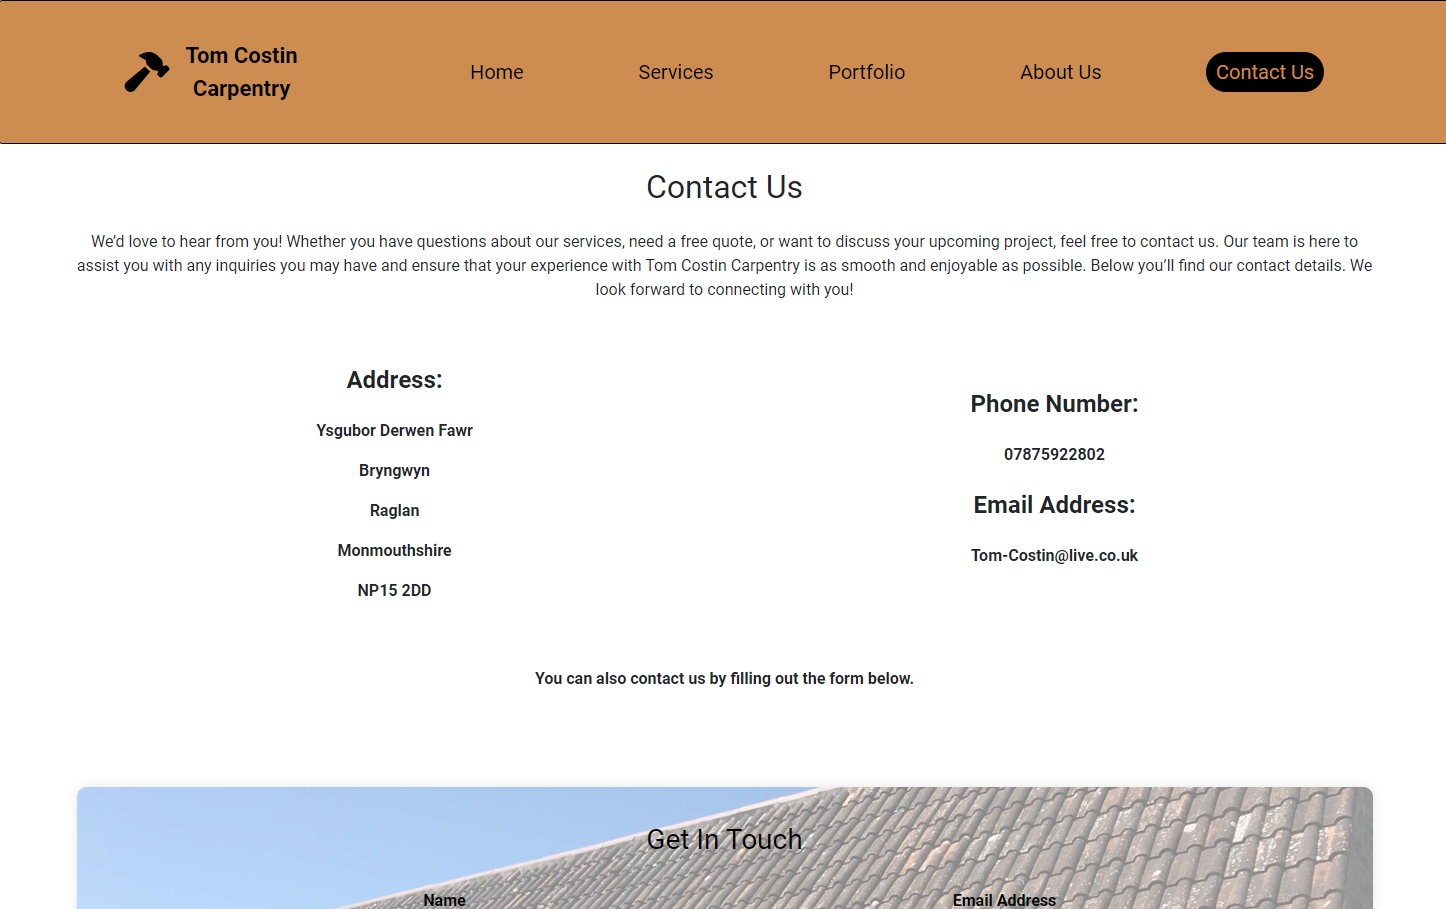 Tom Costin
Carpentry
Home
Services
Portfolio
About Us
Contact Us
Contact Us
We’d love to hear from you! Whether you have questions about our services, need a free quote, or want to discuss your upcoming project, feel free to contact us. Our team is here to
assist you with any inquiries you may have and ensure that your experience with Tom Costin Carpentry is as smooth and enjoyable as possible. Below you’ll find our contact details. We
look forward to connecting with you!
Address:
Ysgubor Derwen Fawr
Bryngwyn
Raglan
Monmouthshire
NP15 2DD
Phone Number:
07875922802
Email Address:
Tom-Costin@live.co.uk
You can also contact us by filling out the form below.
Get In Touch
Name
Email Address